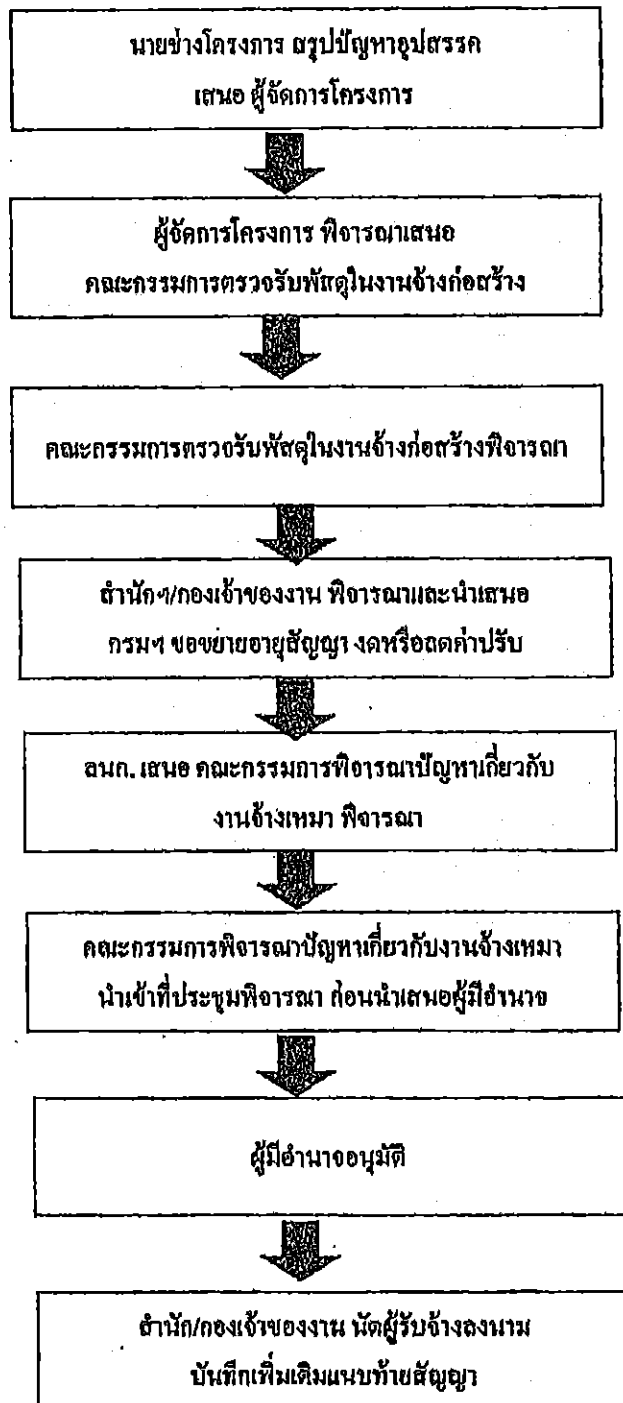 นายช่างโครงการ สรุปปัญหาอุปสรรค
เสนอ ผู้จัดการโครงการ
ผู้จัดการโครงการ พิจารณาเสนอ
คณะกรรมการตรวจรับพัสดุในงานจ้างก่อสร้าง
คณะกรรมการตรวจรับพัสดุในงานจ้างก่อสร้างพิจารณา
สำนักฯ/กองเจ้าของงาน พิจารณาและนำเสนอ
กรมฯ ขอขยายอายุสัญญา งดหรือลดค่าปรับ
ลนก. เสนอ คณะกรรมการพิจารณาปัญหาเกี่ยวกับ
งานจ้างเหมา พิจารณา
คณะกรรมการพิจารณาปัญหาเกี่ยวกับงานจ้างเหมา
นำเข้าที่ประชุมพิจารณา ก่อนนำเสนอผู้มีอำนาจ
ผู้มีอำนาจอนุมัติ
สำนัก/กองเจ้าของงาน นัดผู้รับจ้างลงนาม
บันทึกเพิ่มเติมแนบท้ายสัญญา